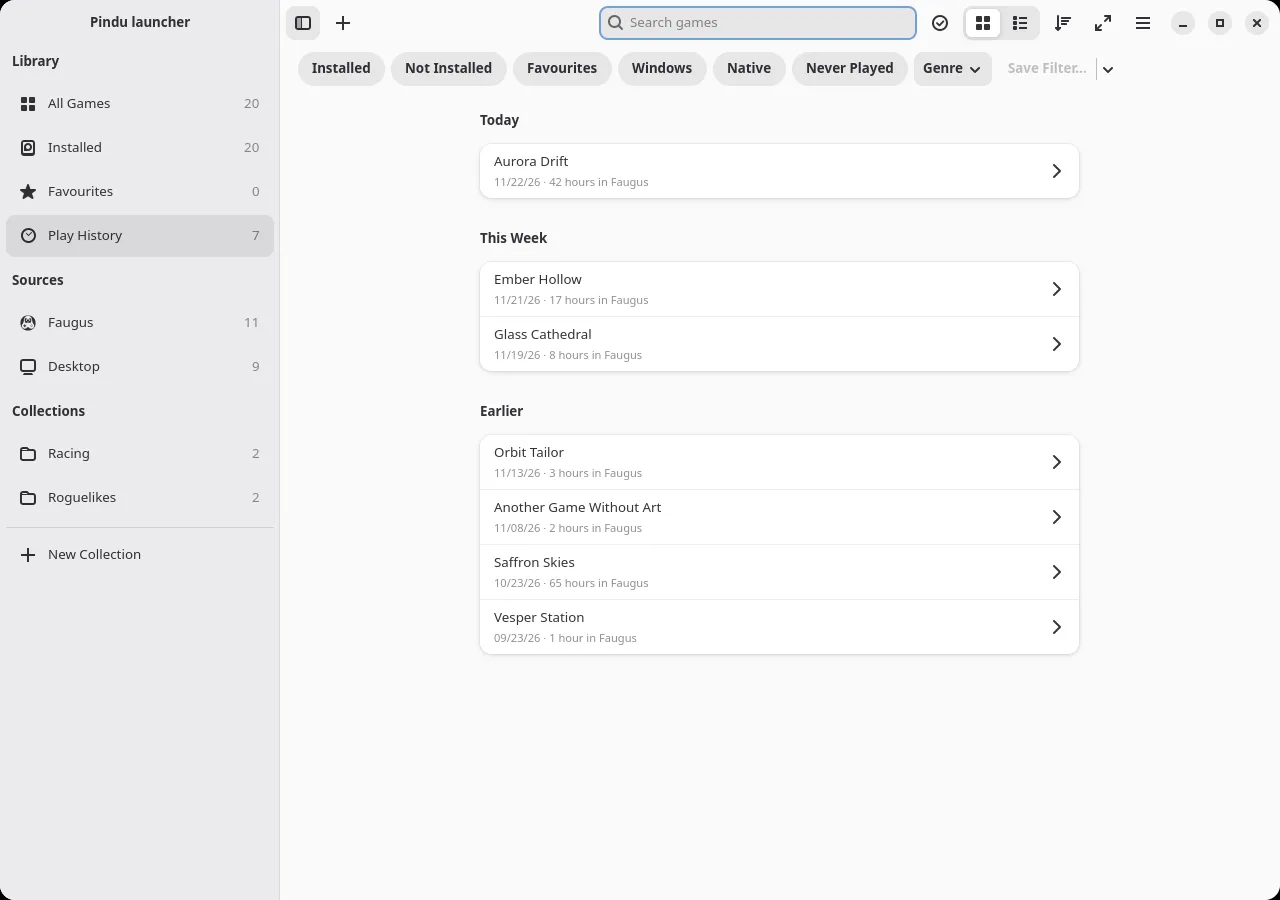 Pindu launcher
Search games
Library
All Games 20
Installed 20
Favourites 0
Play History 7
Sources
Faugus 11
Desktop 9
Collections
Racing 2
Roguelikes 2
New Collection
Installed Not Installed Favourites Windows Native Never Played Genre Save Filter...
Today
Aurora Drift
11/22/26 · 42 hours in Faugus
This Week
Ember Hollow
11/21/26 · 17 hours in Faugus
Glass Cathedral
11/19/26 · 8 hours in Faugus
Earlier
Orbit Tailor
11/13/26 · 3 hours in Faugus
Another Game Without Art
11/08/26 · 2 hours in Faugus
Saffron Skies
10/23/26 · 65 hours in Faugus
Vesper Station
09/23/26 · 1 hour in Faugus